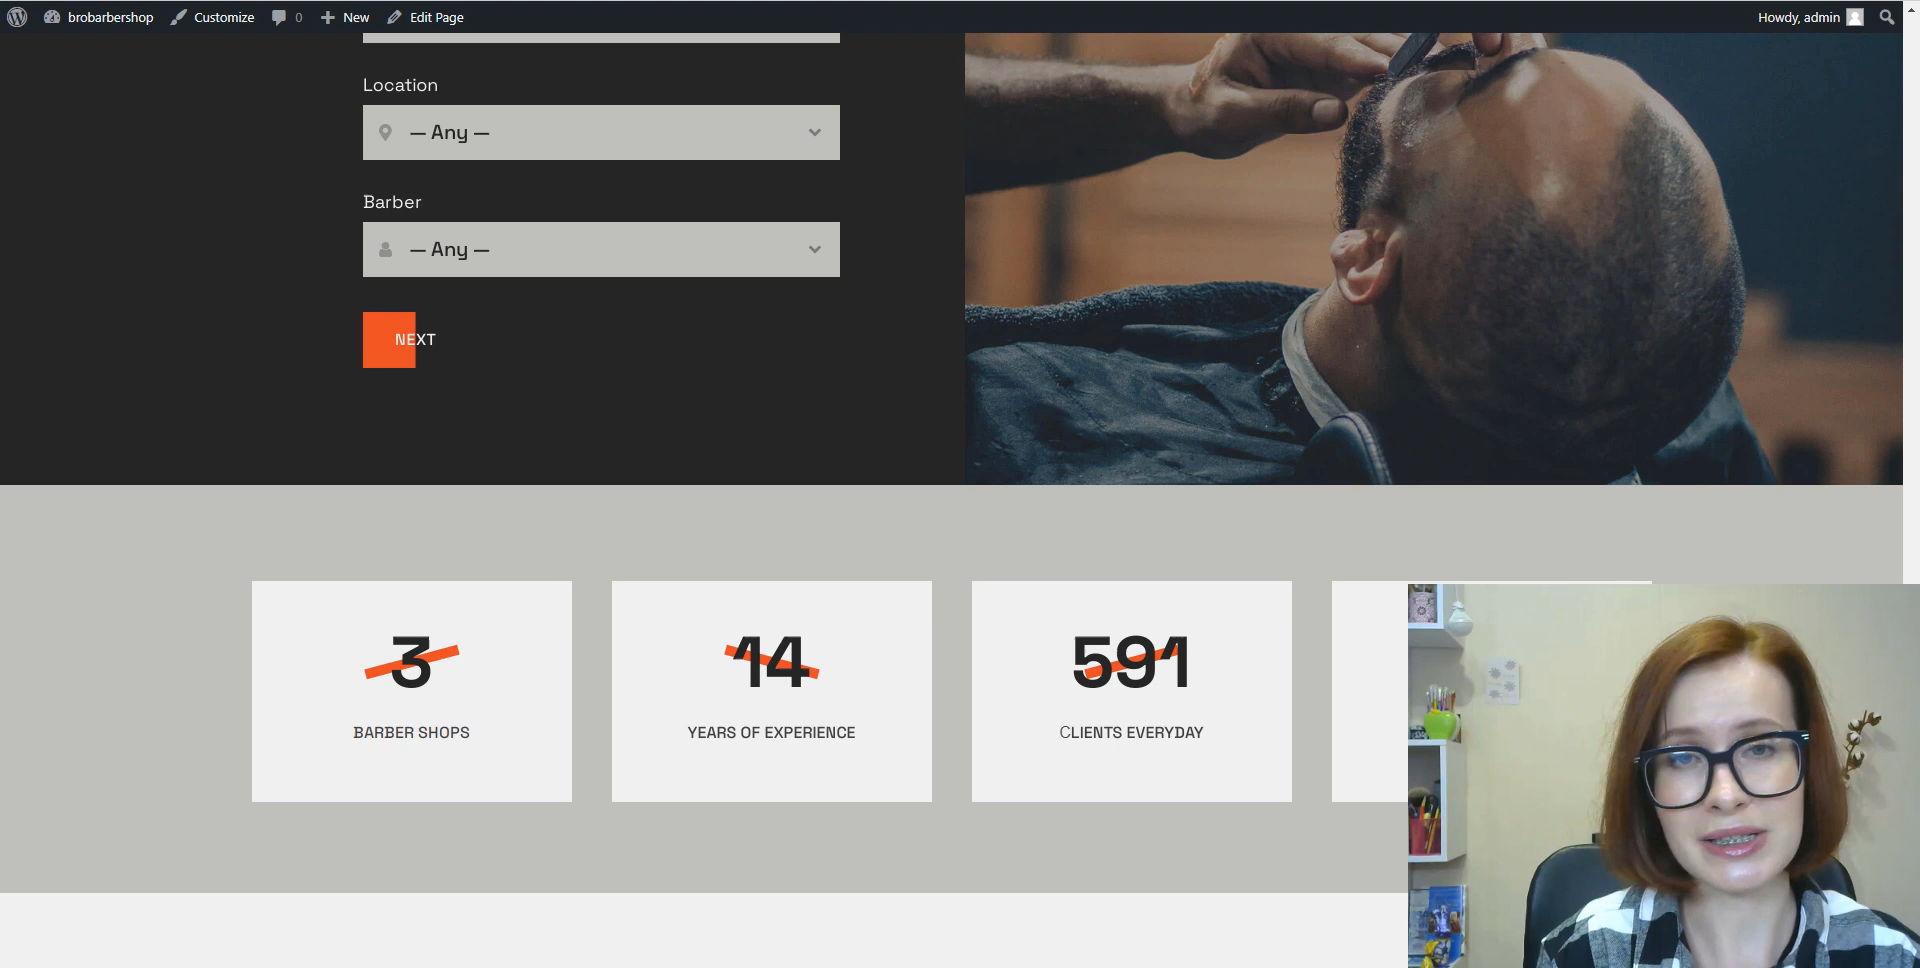 brobarbershop Customize 0 New Edit Page Howdy, admin
Location
— Any —
Barber
— Any —
NEXT
3
BARBER SHOPS
14
YEARS OF EXPERIENCE
591
CLIENTS EVERYDAY